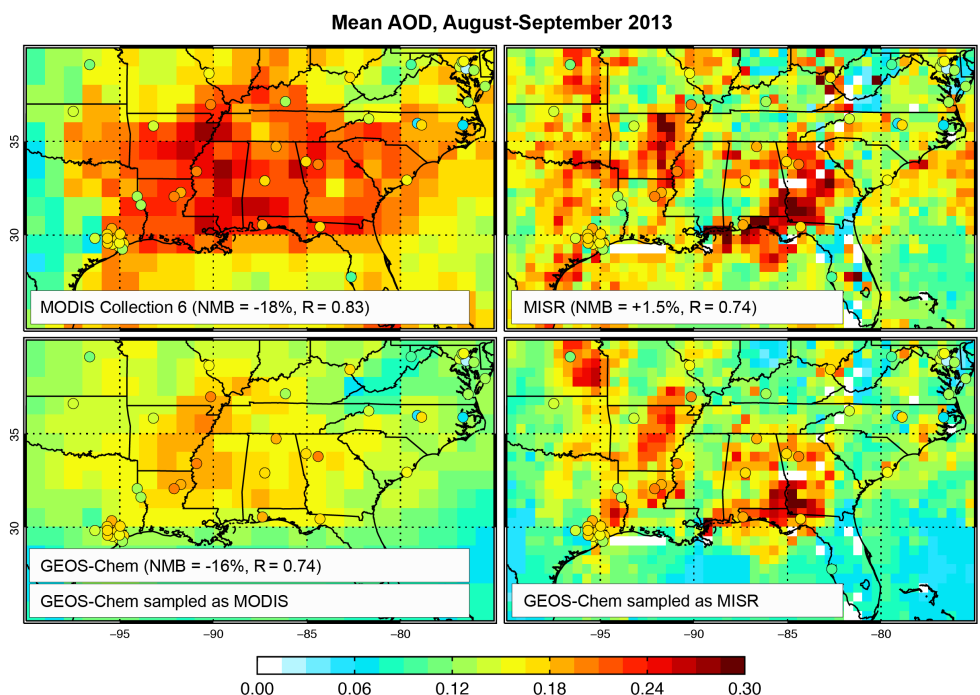 Mean AOD, August-September 2013
35
30
MODIS Collection 6 (NMB = -18%, R = 0.83)
MISR (NMB = +1.5%, R = 0.74)
35
30
GEOS-Chem (NMB = -16%, R = 0.74)
GEOS-Chem sampled as MODIS
GEOS-Chem sampled as MISR
−95 −90 −85 −80 −95 −90 −85 −80
0.00 0.06 0.12 0.18 0.24 0.30